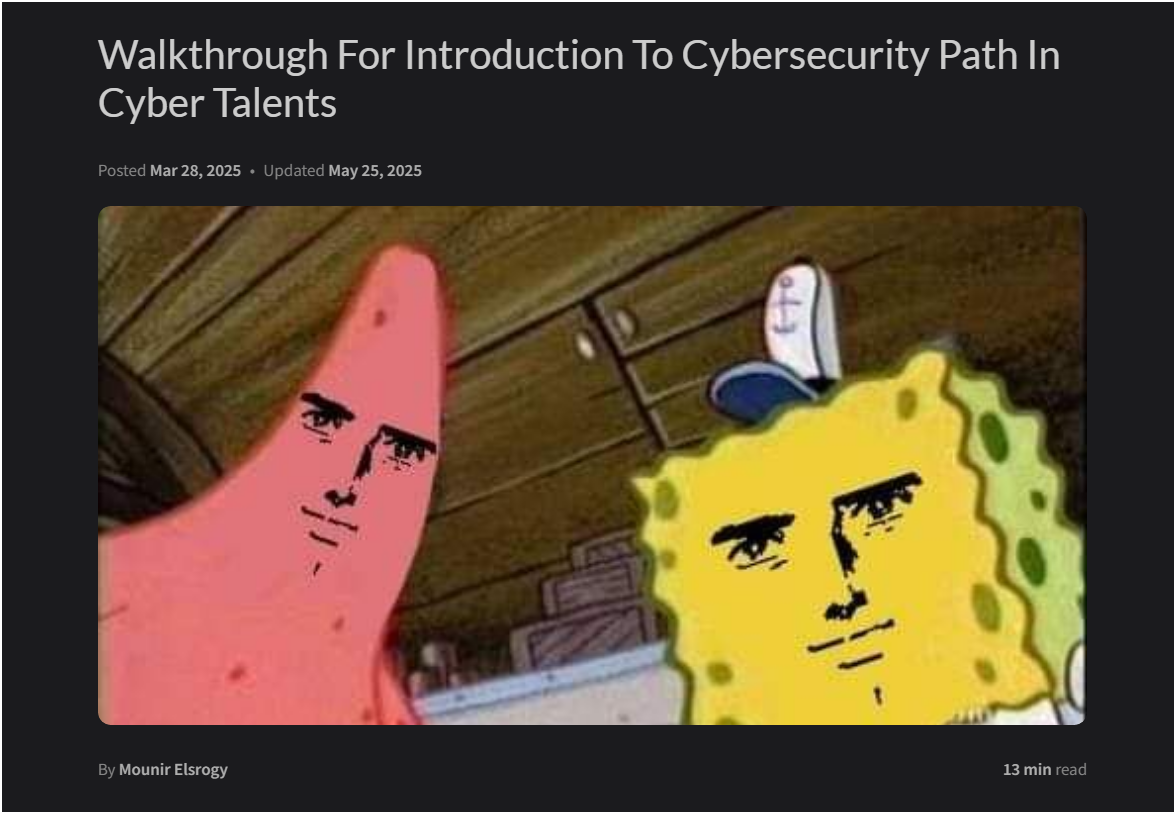 Walkthrough For Introduction To Cybersecurity Path In
Cyber Talents
Posted Mar 28, 2025 • Updated May 25, 2025
By Mounir Elsrogy
13 min read